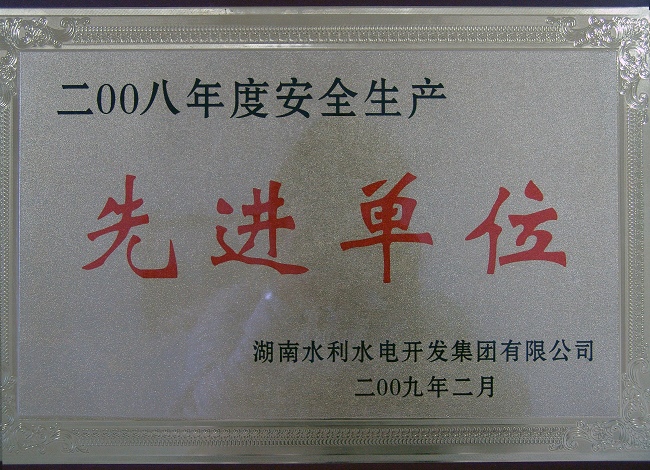 二00八年度安全生产
先进单位
湖南水利水电开发集团有限公司
二00九年二月